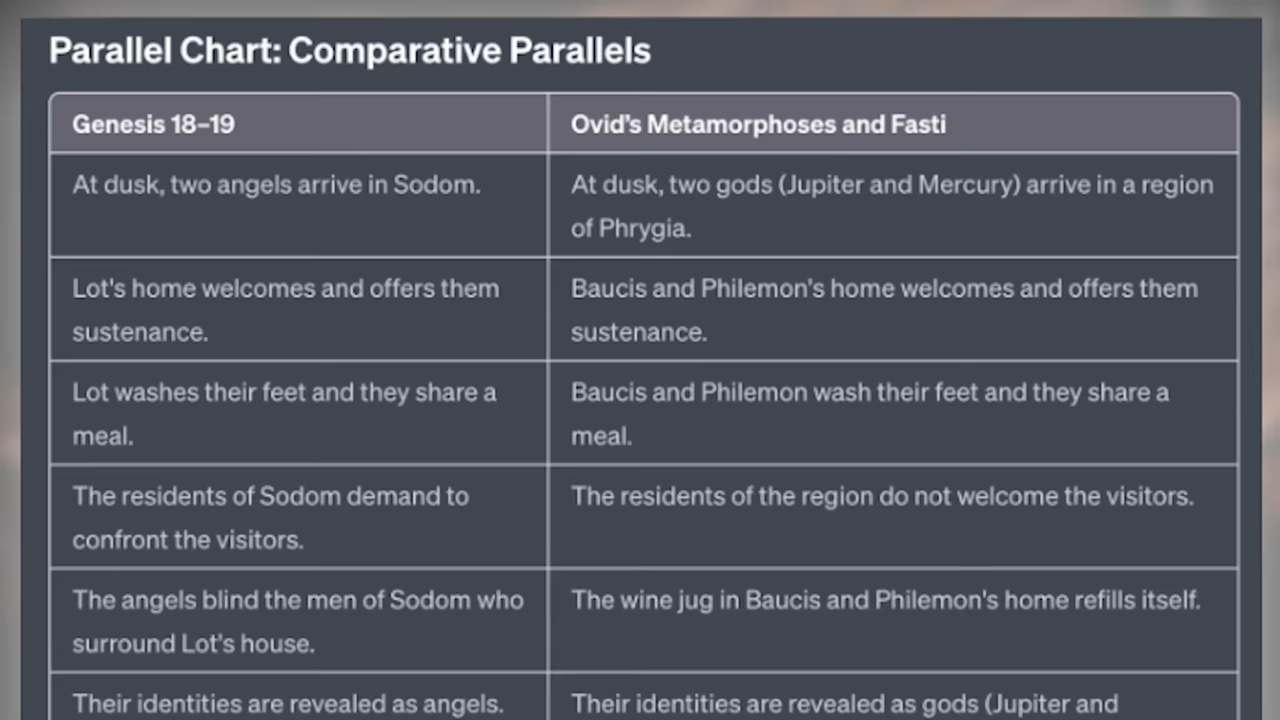 Parallel Chart: Comparative Parallels
Genesis 18–19
Ovid's Metamorphoses and Fasti
At dusk, two angels arrive in Sodom.
At dusk, two gods (Jupiter and Mercury) arrive in a region
of Phrygia.
Lot's home welcomes and offers them
sustenance.
Baucis and Philemon's home welcomes and offers them
sustenance.
Lot washes their feet and they share a
meal.
Baucis and Philemon wash their feet and they share a
meal.
The residents of Sodom demand to
confront the visitors.
The residents of the region do not welcome the visitors.
The angels blind the men of Sodom who
surround Lot's house.
The wine jug in Baucis and Philemon's home refills itself.
Their identities are revealed as angels.
Their identities are revealed as gods (Jupiter and